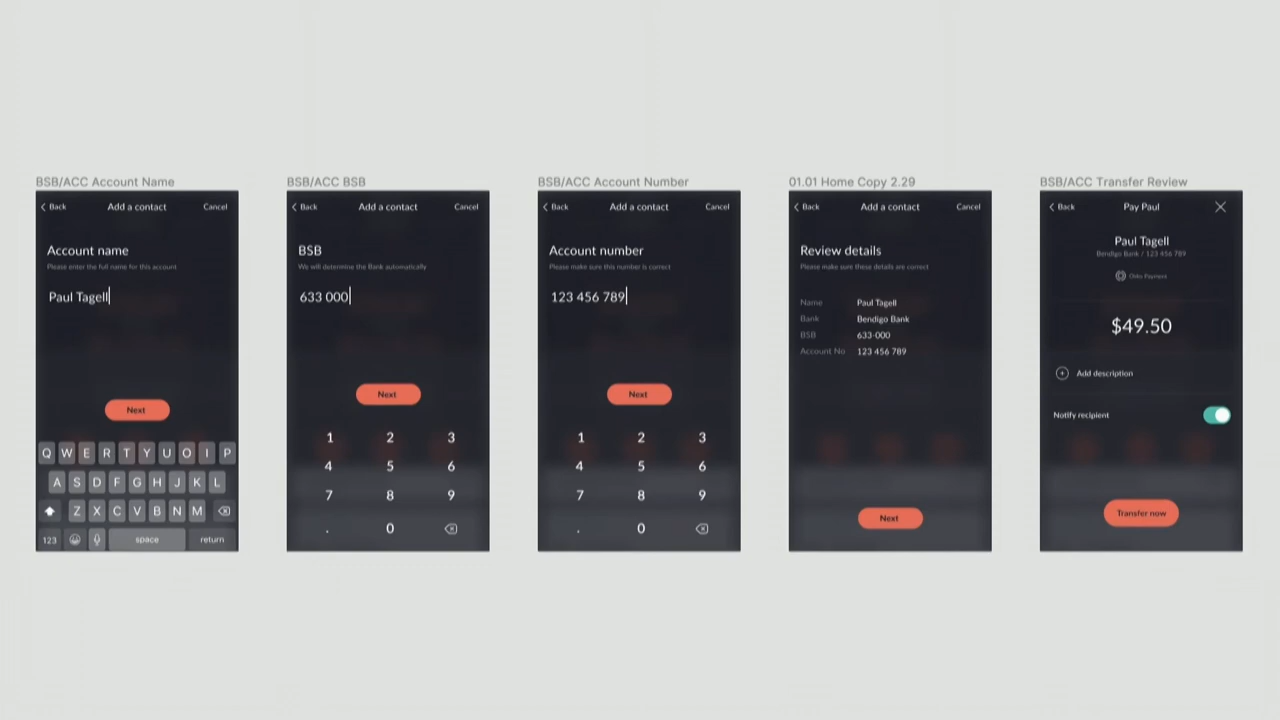 BSB/ACC Account Name
Back Add a contact Cancel
Account name
Please enter the full name for this account
Paul Tagell
Next
Q W E R T Y U O I P
A S D F G H J K L
Z X C V B N M
123 space return
BSB/ACC BSB
Back Add a contact Cancel
BSB
We will determine the Bank automatically
633 000
Next
1 2 3
4 5 6
7 8 9
. 0
BSB/ACC Account Number
Back Add a contact Cancel
Account number
Please make sure this number is correct
123 456 789
Next
1 2 3
4 5 6
7 8 9
. 0
01.01 Home Copy 2.29
Back Add a contact Cancel
Review details
Please make sure these details are correct
Name Paul Tagell
Bank Bendigo Bank
BSB 633-000
Account No 123 456 789
Next
BSB/ACC Transfer Review
Back Pay Paul
Paul Tagell
Bendigo Bank / 123 456 789
Osko Payment
$49.50
Add description
Notify recipient
Transfer now